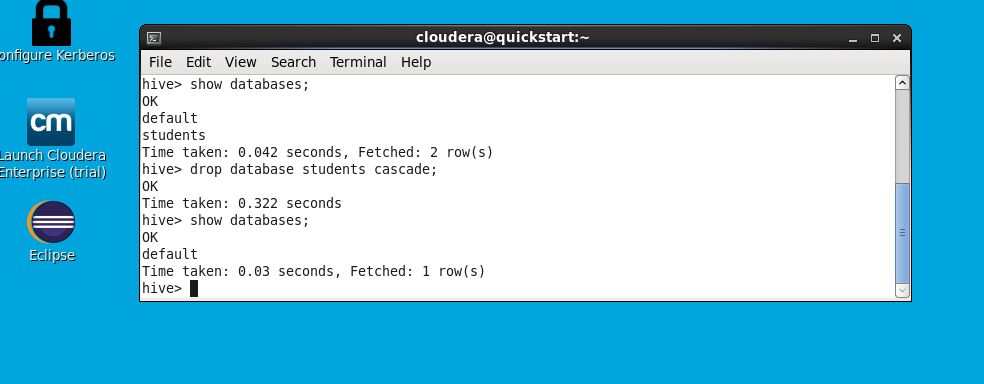 onfigure Kerberos
cm
Launch Cloudera
Enterprise (trial)
Eclipse
cloudera@quickstart:~
File Edit View Search Terminal Help
hive> show databases;
OK
default
students
Time taken: 0.042 seconds, Fetched: 2 row(s)
hive> drop database students cascade;
OK
Time taken: 0.322 seconds
hive> show databases;
OK
default
Time taken: 0.03 seconds, Fetched: 1 row(s)
hive>